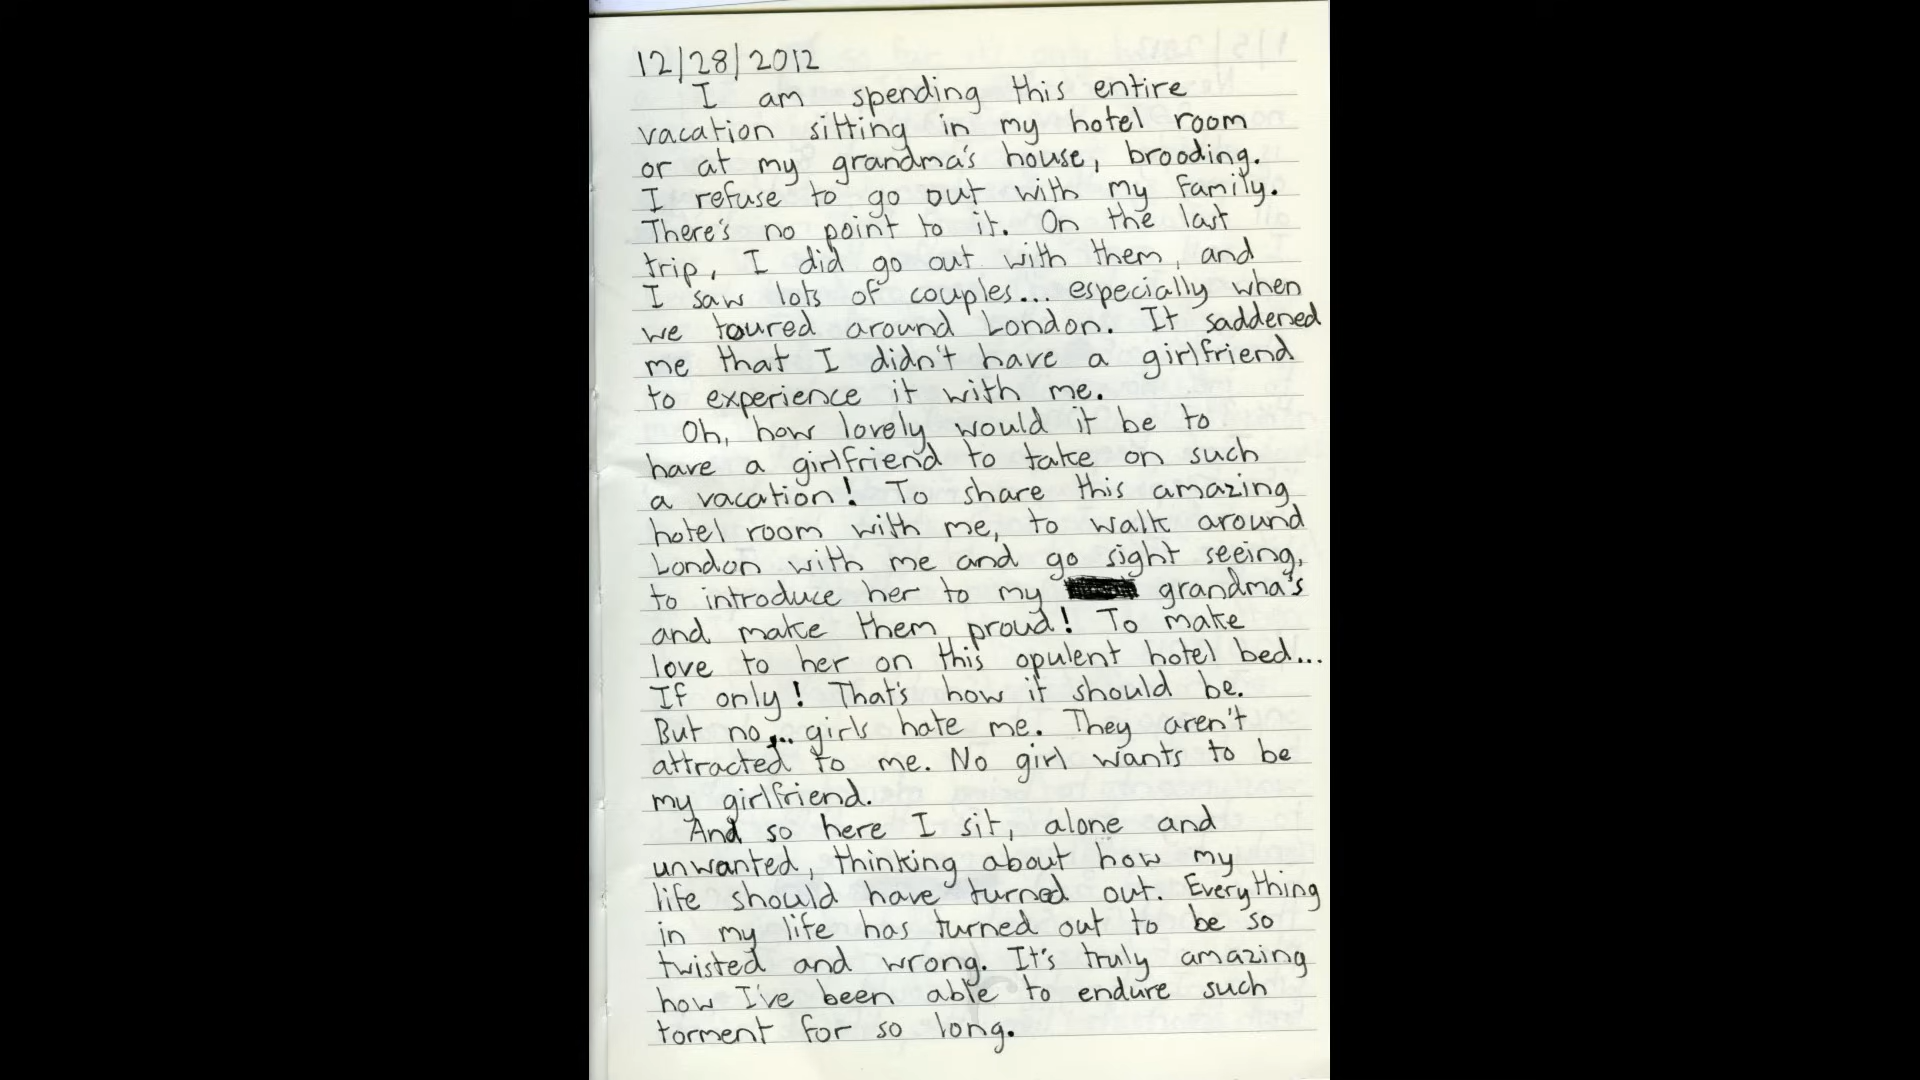 12/28/2012
I am spending this entire
vacation sitting in my hotel room
or at my grandma's house, brooding.
I refuse to go out with my family.
There's no point to it. On the last
trip, I did go out with them, and
I saw lots of couples... especially when
we toured around London. It saddened
me that I didn't have a girlfriend
to experience it with me.
Oh, how lovely would it be to
have a girlfriend to take on such
a vacation! To share this amazing
hotel room with me, to walk around
London with me and go sight seeing,
to introduce her to my grandma's
and make them proud! To make
love to her on this opulent hotel bed...
If only! That's how it should be.
But no... girls hate me. They aren't
attracted to me. No girl wants to be
my girlfriend.
And so here I sit, alone and
unwanted, thinking about how my
life should have turned out. Everything
in my life has turned out to be so
twisted and wrong. It's truly amazing
how I've been able to endure such
torment for so long.